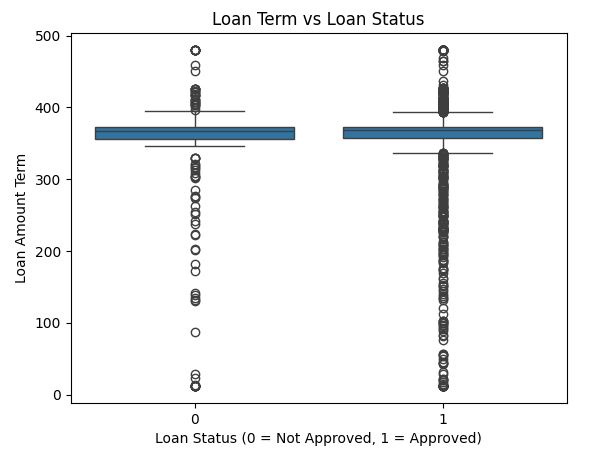 Loan Term vs Loan Status
500
400
300
200
100
0
Loan Amount Term
0 1
Loan Status (0 = Not Approved, 1 = Approved)